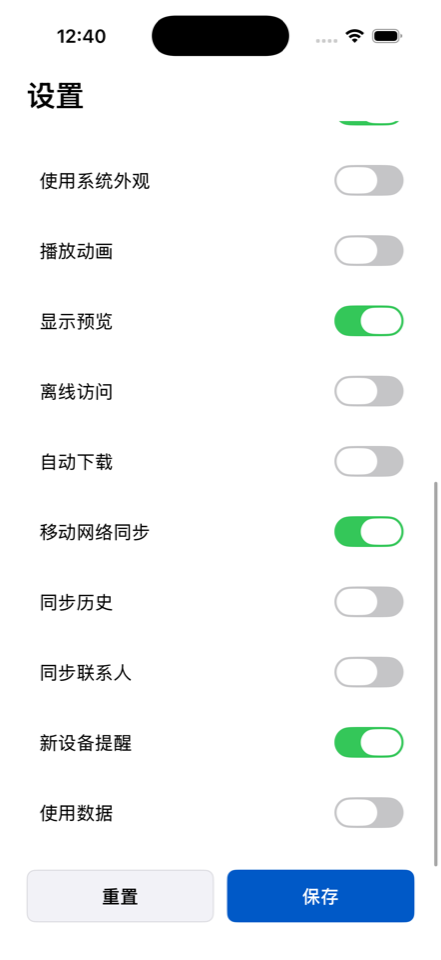 12:40
设置
使用系统外观
播放动画
显示预览
离线访问
自动下载
移动网络同步
同步历史
同步联系人
新设备提醒
使用数据
重置
保存